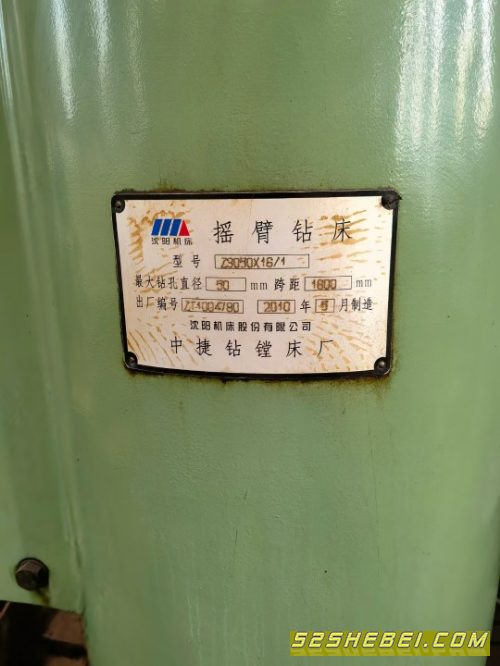 沈阳机床 摇臂钻床
型号 Z3050X16/1
最大钻孔直径 50 mm 跨距 1600 mm
出厂编号 2010 年 月制造
沈阳机床股份有限公司
中捷钻镗床厂
52SHEBEI.COM